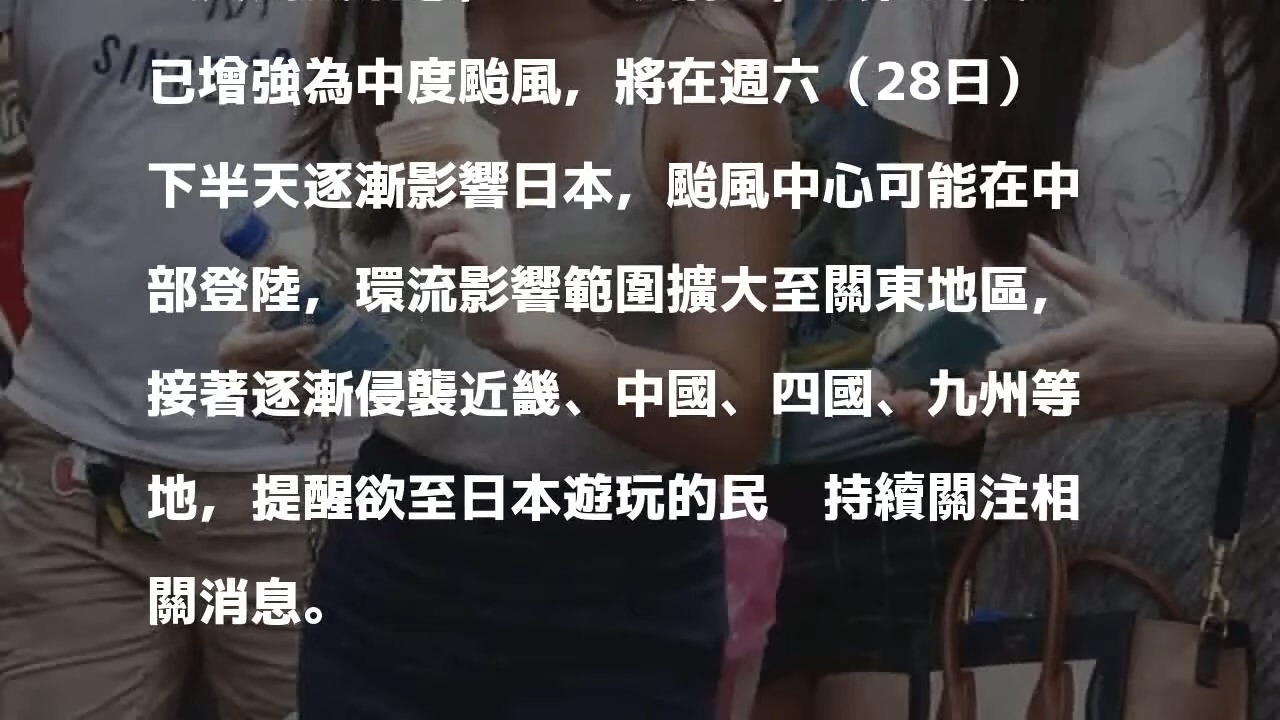 已增強為中度颱風，將在週六（28日）
下半天逐漸影響日本，颱風中心可能在中
部登陸，環流影響範圍擴大至關東地區，
接著逐漸侵襲近畿、中國、四國、九州等
地，提醒欲至日本遊玩的民　持續關注相
關消息。